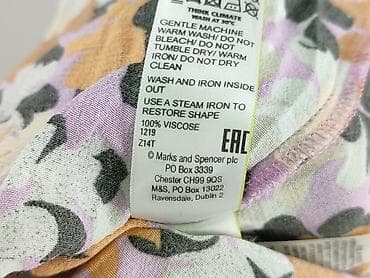 THINK CLIMATE
WASH AT 30°C
GENTLE MACHINE
WARM WASH/ DO NOT
BLEACH/ DO NOT
TUMBLE DRY/ WARM
IRON/ DO NOT DRY
CLEAN
WASH AND IRON INSIDE
OUT
USE A STEAM IRON TO
RESTORE SHAPE
100% VISCOSE
1219
Z14T
EAC
© Marks and Spencer plc
PO Box 3339
Chester CH99 9QS
M&S, PO BOX 13022
Ravensdale, Dublin 2